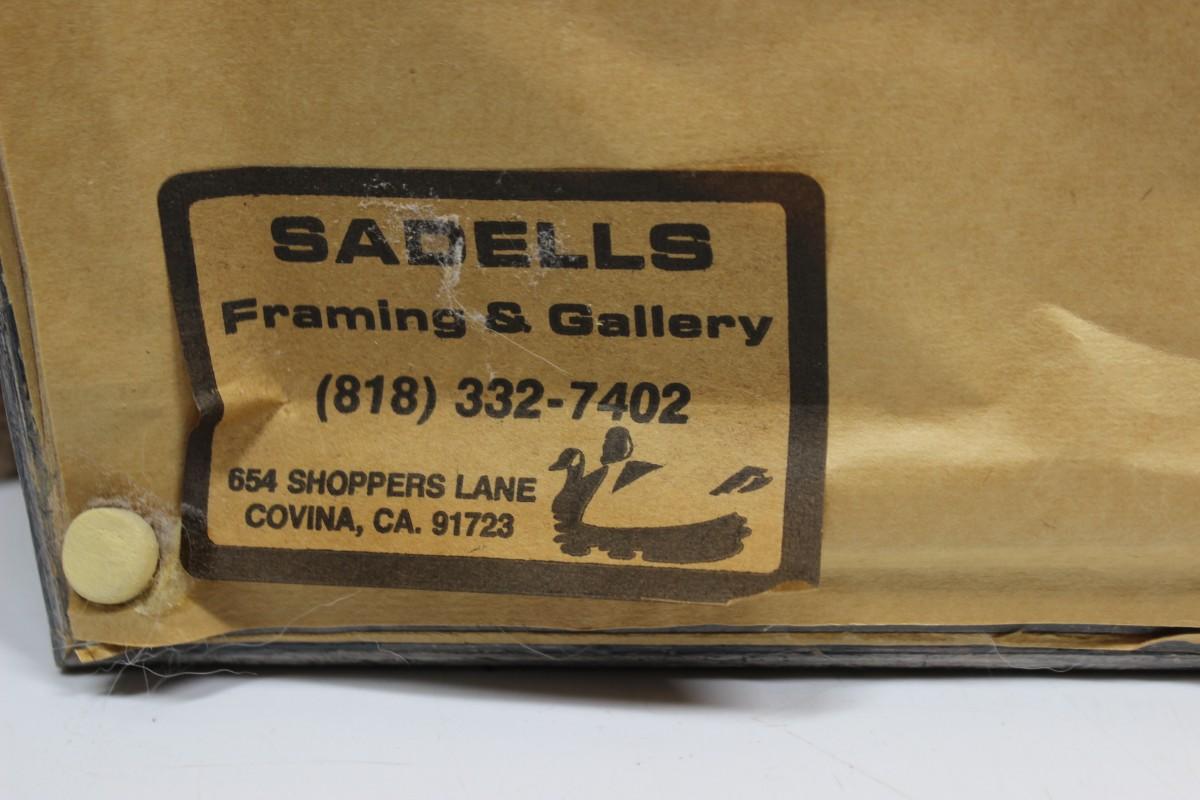 SADELLS
Framing & Gallery
(818) 332-7402
654 SHOPPERS LANE
COVINA, CA. 91723